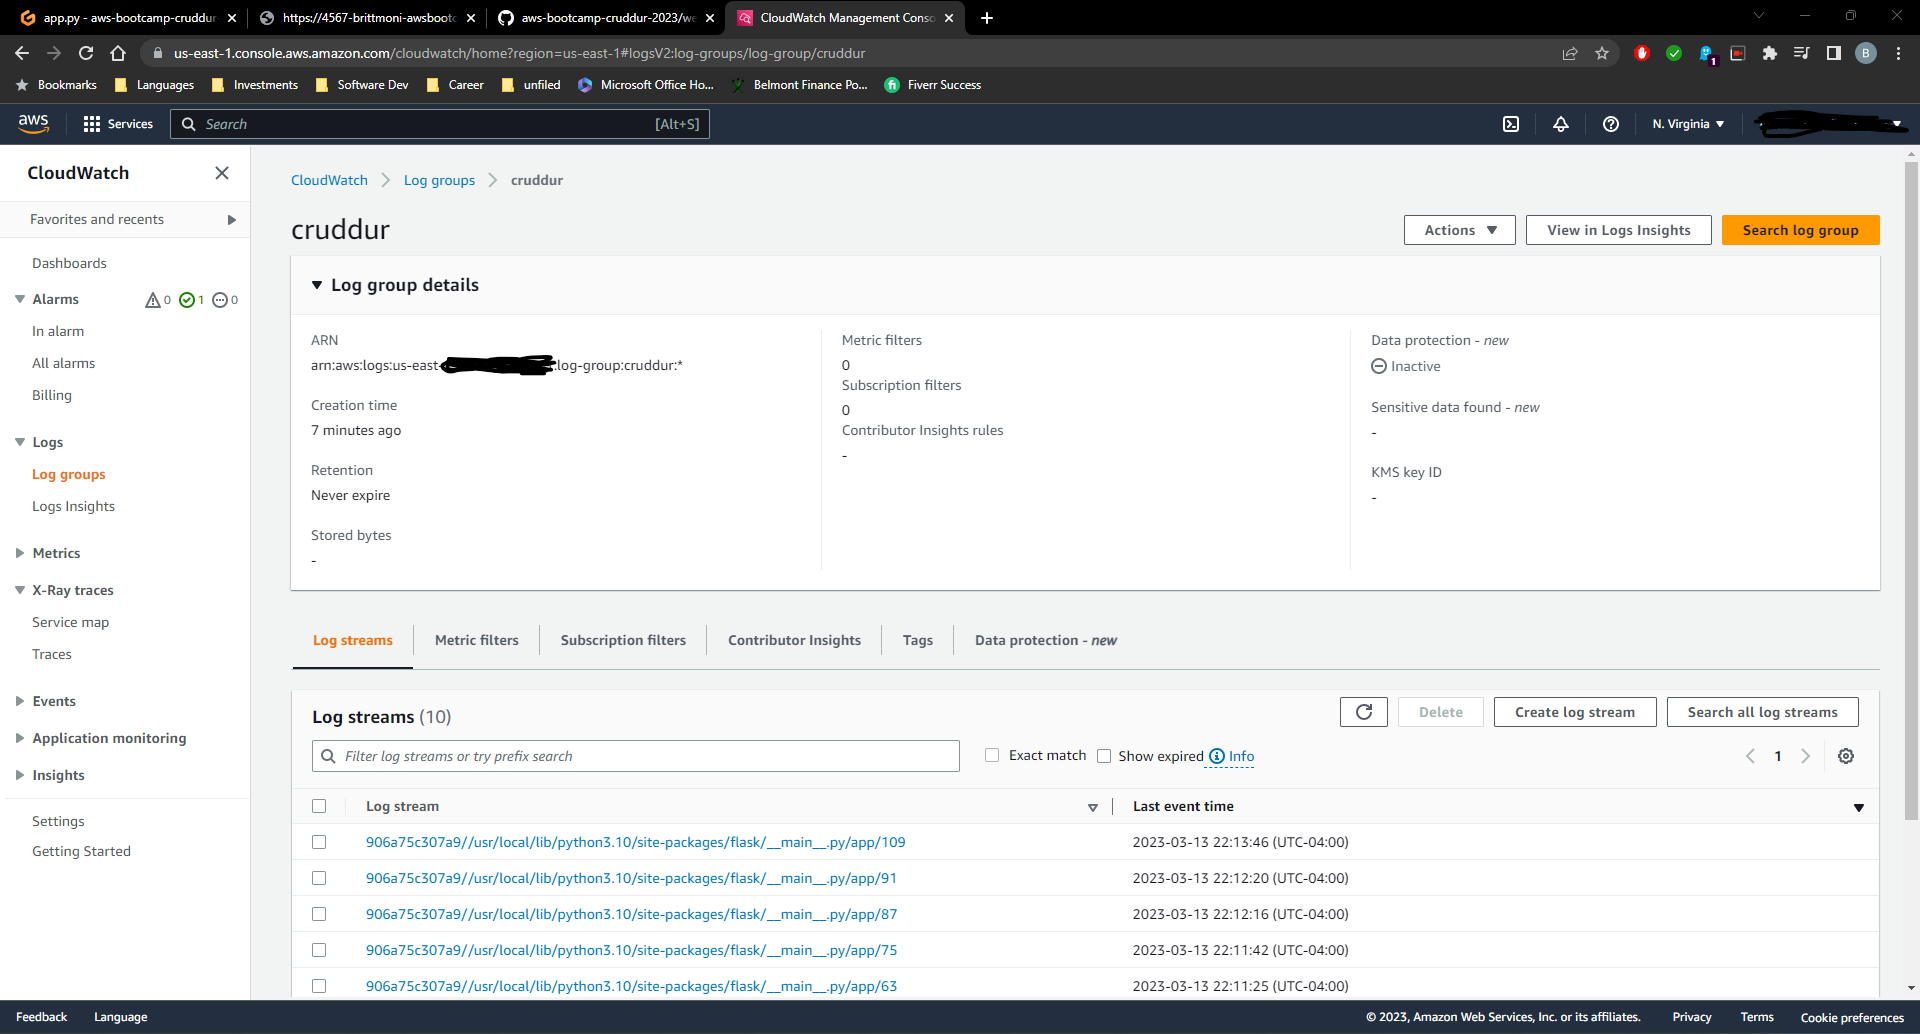 app.py - aws-bootcamp-cruddur-
https://4567-brittmoni-awsbootc
aws-bootcamp-cruddur-2023/we
CloudWatch Management Conso
us-east-1.console.aws.amazon.com/cloudwatch/home?region=us-east-1#logsV2:log-groups/log-group/cruddur
1
B
Bookmarks
Languages
Investments
Software Dev
Career
unfiled
Microsoft Office Ho...
Belmont Finance Po...
Fiverr Success
aws
Services
Search
[Alt+S]
N. Virginia
CloudWatch
Favorites and recents
Dashboards
Alarms
0
1
0
In alarm
All alarms
Billing
Logs
Log groups
Logs Insights
Metrics
X-Ray traces
Service map
Traces
Events
Application monitoring
Insights
Settings
Getting Started
CloudWatch
Log groups
cruddur
cruddur
Actions
View in Logs Insights
Search log group
Log group details
ARN
arn:aws:logs:us-east- :log-group:cruddur:*
Creation time
7 minutes ago
Retention
Never expire
Stored bytes
-
Metric filters
0
Subscription filters
0
Contributor Insights rules
-
Data protection - new
Inactive
Sensitive data found - new
-
KMS key ID
-
Log streams
Metric filters
Subscription filters
Contributor Insights
Tags
Data protection - new
Log streams (10)
Delete
Create log stream
Search all log streams
Filter log streams or try prefix search
Exact match
Show expired
Info
1
Log stream
Last event time
906a75c307a9//usr/local/lib/python3.10/site-packages/flask/__main__.py/app/109
2023-03-13 22:13:46 (UTC-04:00)
906a75c307a9//usr/local/lib/python3.10/site-packages/flask/__main__.py/app/91
2023-03-13 22:12:20 (UTC-04:00)
906a75c307a9//usr/local/lib/python3.10/site-packages/flask/__main__.py/app/87
2023-03-13 22:12:16 (UTC-04:00)
906a75c307a9//usr/local/lib/python3.10/site-packages/flask/__main__.py/app/75
2023-03-13 22:11:42 (UTC-04:00)
906a75c307a9//usr/local/lib/python3.10/site-packages/flask/__main__.py/app/63
2023-03-13 22:11:25 (UTC-04:00)
Feedback
Language
© 2023, Amazon Web Services, Inc. or its affiliates.
Privacy
Terms
Cookie preferences